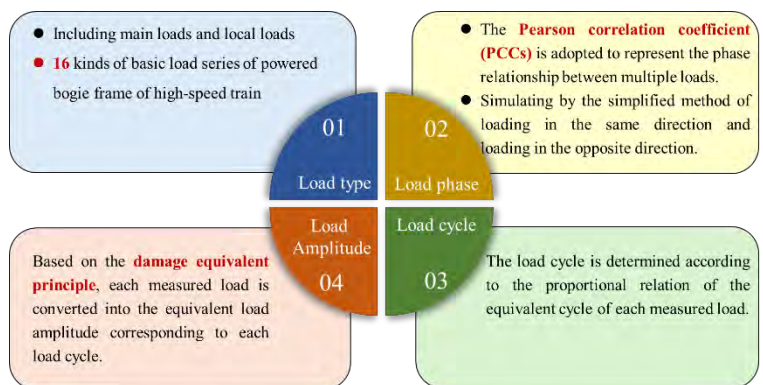 ● Including main loads and local loads
● 16 kinds of basic load series of powered
bogie frame of high-speed train
● The Pearson correlation coefficient
(PCCs) is adopted to represent the phase
relationship between multiple loads.
● Simulating by the simplified method of
loading in the same direction and
loading in the opposite direction.
01
Load type
02
Load phase
Load
Amplitude
04
Load cycle
03
Based on the damage equivalent
principle, each measured load is
converted into the equivalent load
amplitude corresponding to each
load cycle.
The load cycle is determined according
to the proportional relation of the
equivalent cycle of each measured load.